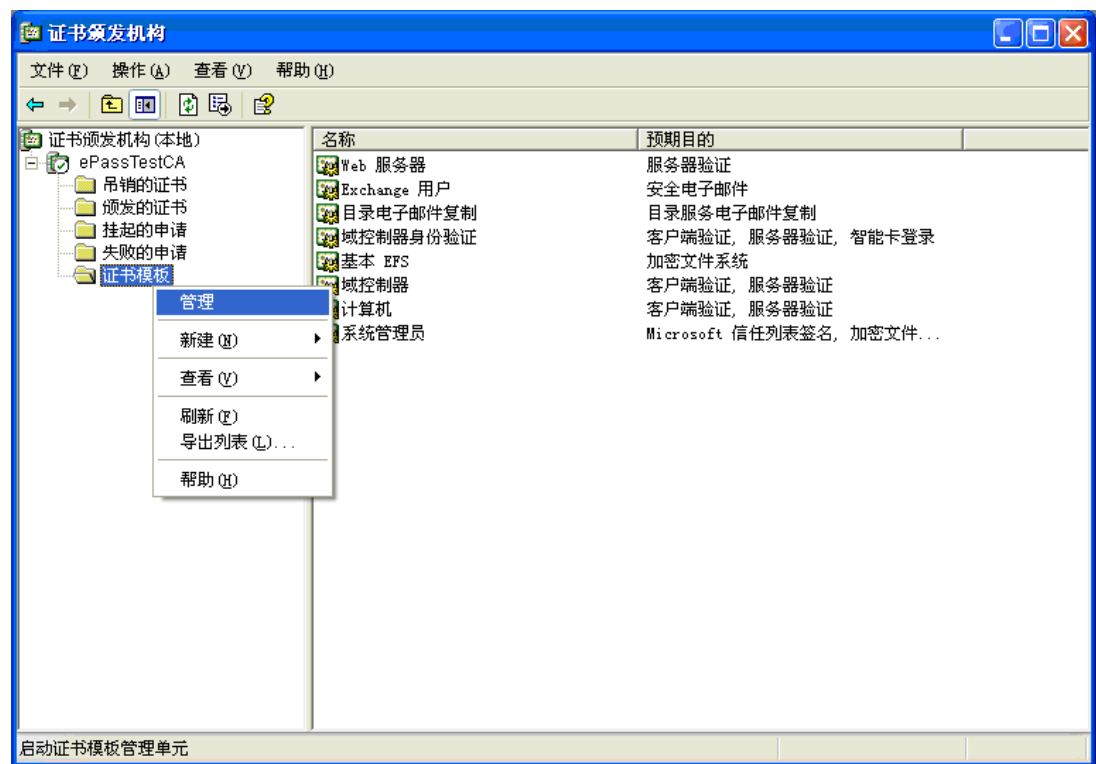 证书颁发机构
文件(F) 操作(A) 查看(V) 帮助(H)
证书颁发机构(本地)
ePassTestCA
吊销的证书
颁发的证书
挂起的申请
失败的申请
证书模板
管理
新建(N)
查看(V)
刷新(F)
导出列表(L)...
帮助(H)
名称 预期目的
Web 服务器 服务器验证
Exchange 用户 安全电子邮件
目录电子邮件复制 目录服务电子邮件复制
域控制器身份验证 客户端验证, 服务器验证, 智能卡登录
基本 EFS 加密文件系统
域控制器 客户端验证, 服务器验证
计算机 客户端验证, 服务器验证
系统管理员 Microsoft 信任列表签名, 加密文件...
启动证书模板管理单元